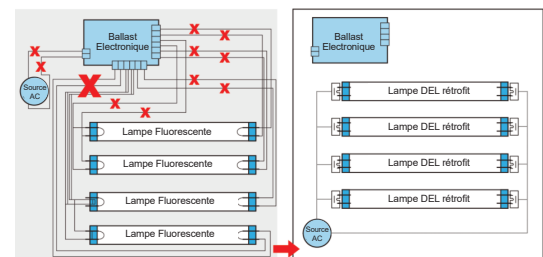 Ballast
Electronique
Source
AC
Lampe Fluorescente
Lampe Fluorescente
Lampe Fluorescente
Lampe Fluorescente
Ballast
Electronique
Lampe DEL rétrofit
Lampe DEL rétrofit
Lampe DEL rétrofit
Lampe DEL rétrofit
Source
AC